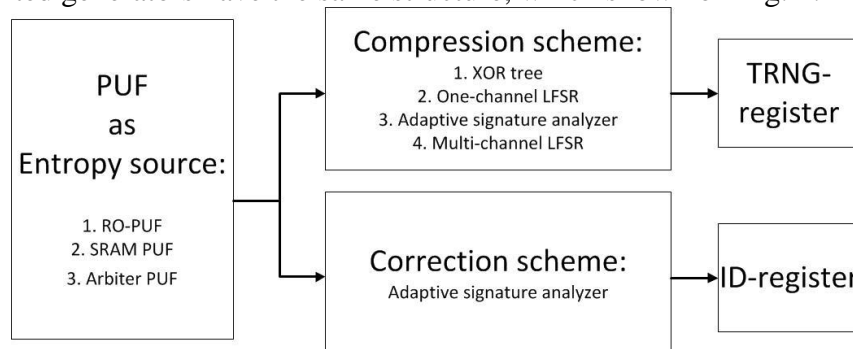 PUF
as
Entropy source:
1. RO-PUF
2. SRAM PUF
3. Arbiter PUF
Compression scheme:
1. XOR tree
2. One-channel LFSR
3. Adaptive signature analyzer
4. Multi-channel LFSR
TRNG-
register
Correction scheme:
Adaptive signature analyzer
ID-register